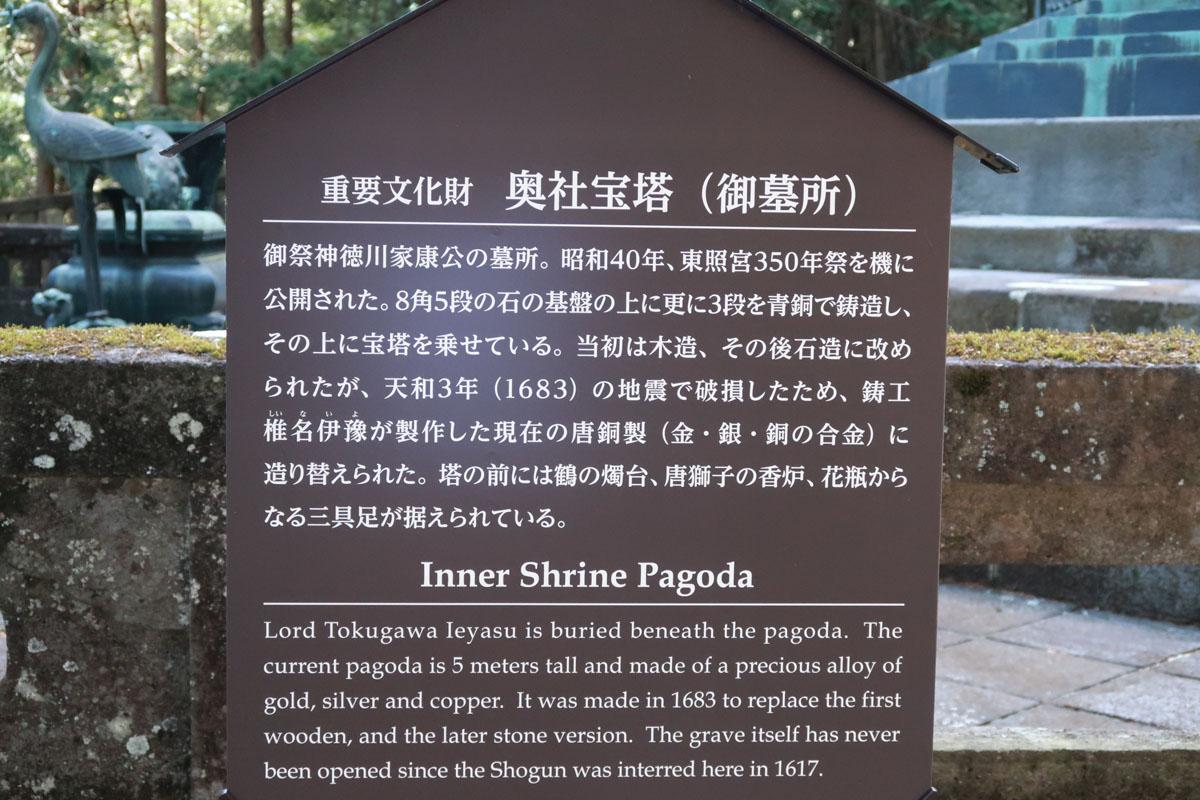 重要文化財　奥社宝塔（御墓所）
御祭神徳川家康公の墓所。昭和40年、東照宮350年祭を機に
公開された。8角5段の石の基盤の上に更に3段を青銅で鋳造し、
その上に宝塔を乗せている。当初は木造、その後石造に改め
られたが、天和3年（1683）の地震で破損したため、鋳工
しい な い よ
椎名伊豫が製作した現在の唐銅製（金・銀・銅の合金）に
造り替えられた。塔の前には鶴の燭台、唐獅子の香炉、花瓶から
なる三具足が据えられている。
Inner Shrine Pagoda
Lord Tokugawa Ieyasu is buried beneath the pagoda.  The
current pagoda is 5 meters tall and made of a precious alloy of
gold, silver and copper.  It was made in 1683 to replace the first
wooden, and the later stone version.  The grave itself has never
been opened since the Shogun was interred here in 1617.